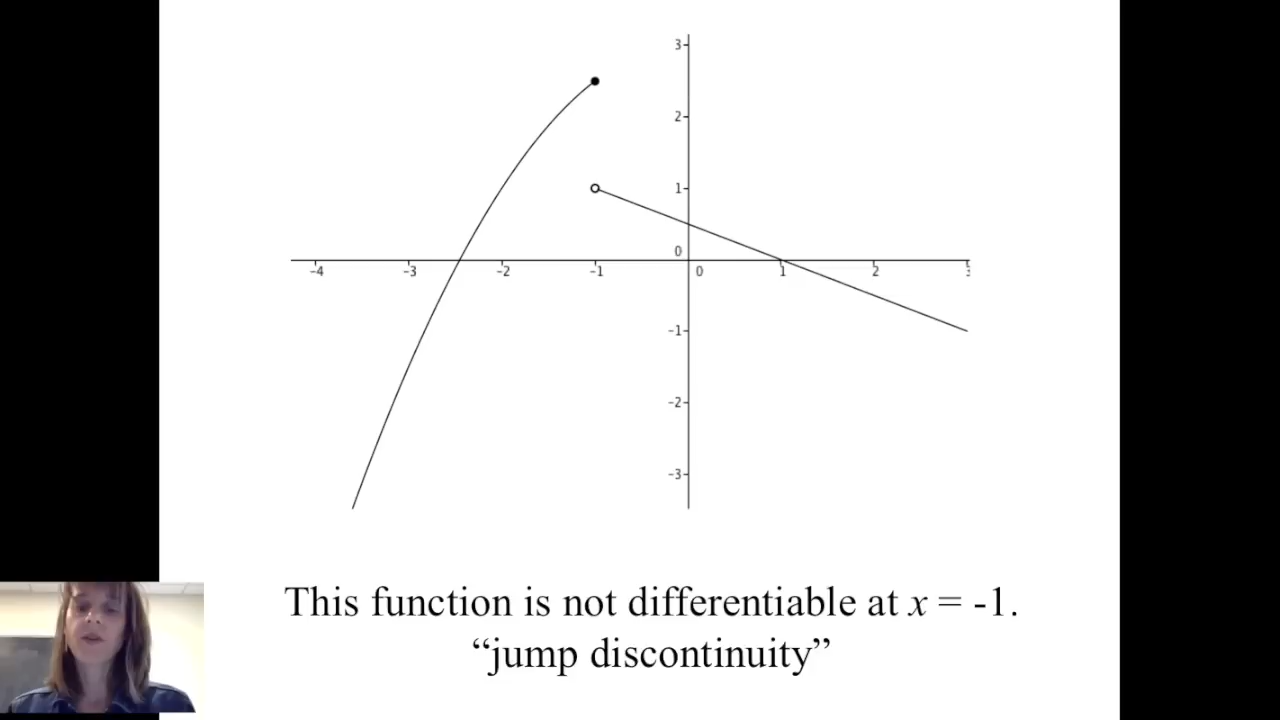 3
2
1
0
-4 -3 -2 -1 0 1 2
-1
-2
-3
This function is not differentiable at x = -1.
“jump discontinuity”